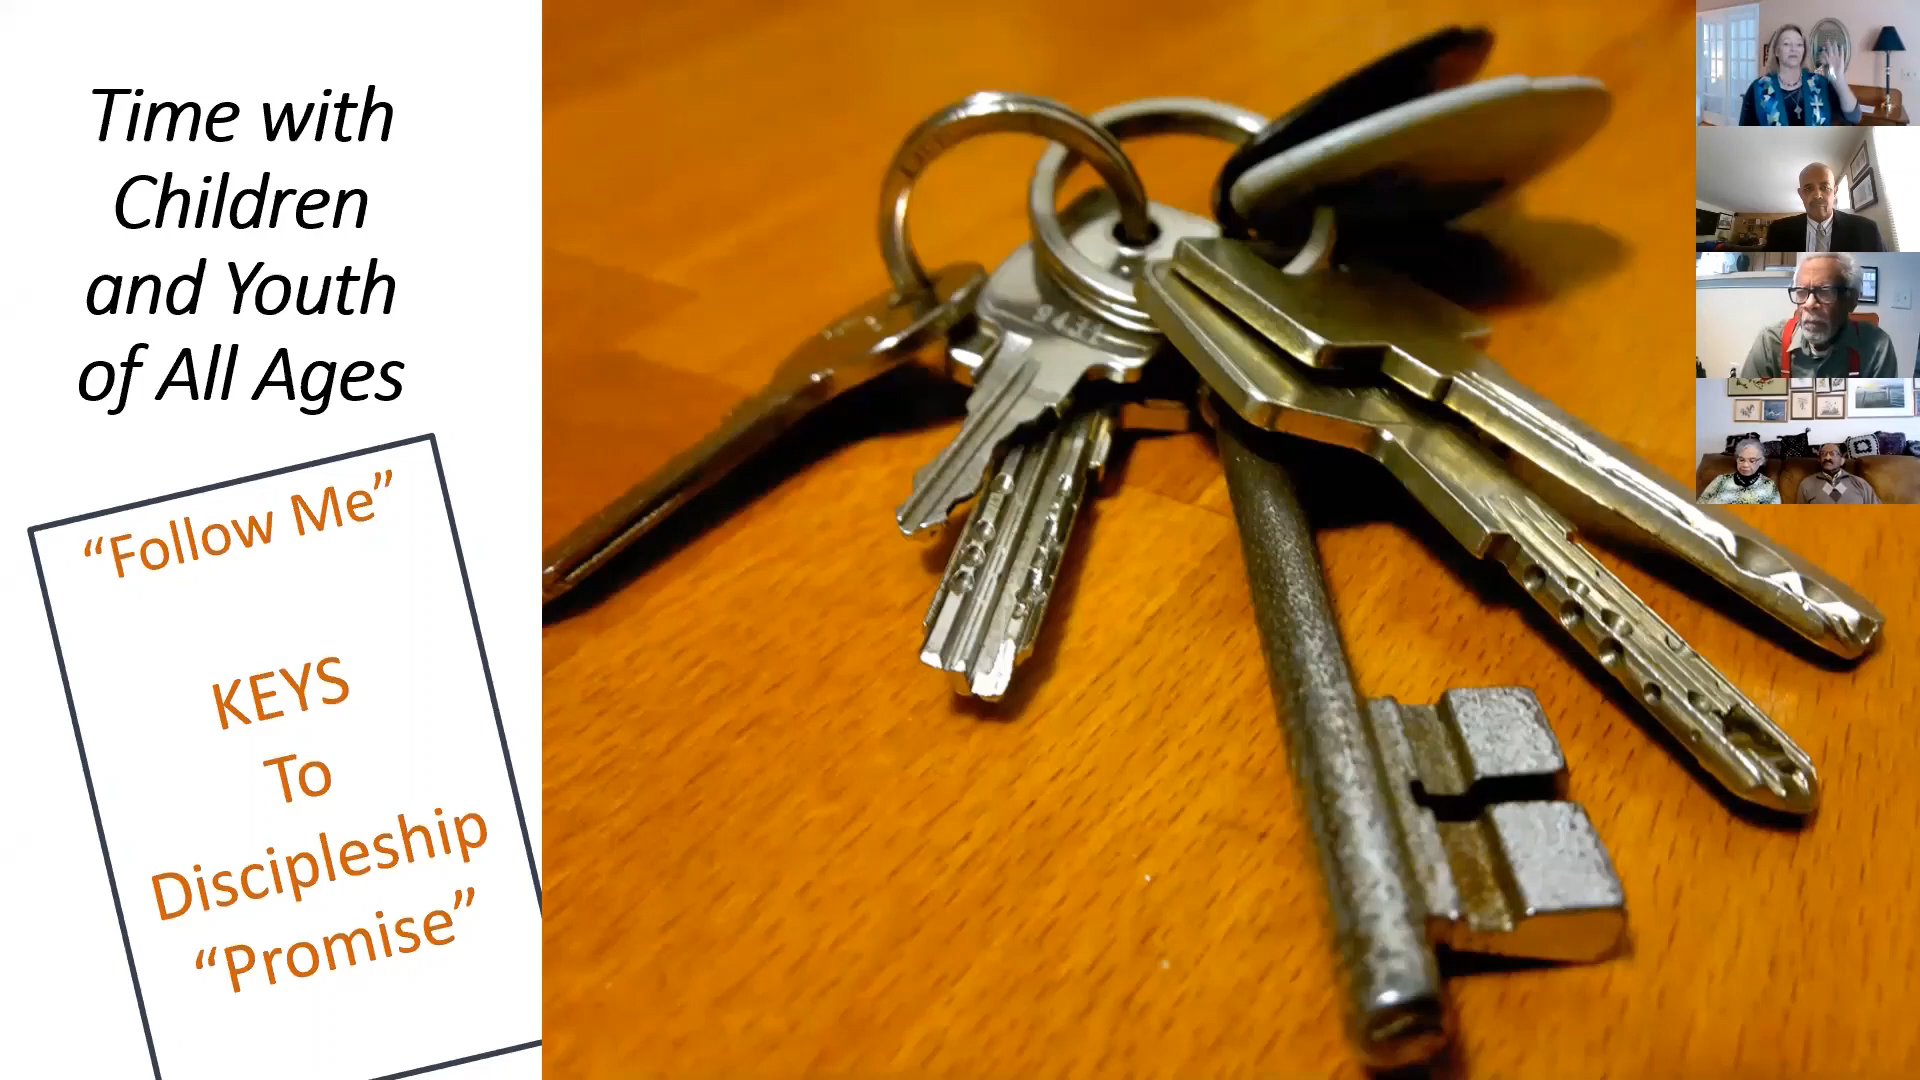 Time with
Children
and Youth
of All Ages
“Follow Me”
KEYS
To
Discipleship
“Promise”